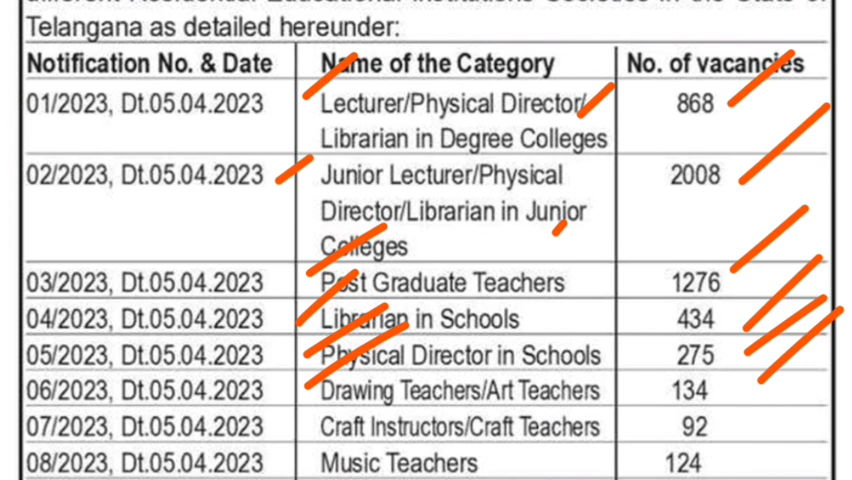 Telangana as detailed hereunder:
Notification No. & Date Name of the Category No. of vacancies
01/2023, Dt.05.04.2023 Lecturer/Physical Director/ 868
Librarian in Degree Colleges
02/2023, Dt.05.04.2023 Junior Lecturer/Physical 2008
Director/Librarian in Junior
Colleges
03/2023, Dt.05.04.2023 Post Graduate Teachers 1276
04/2023, Dt.05.04.2023 Librarian in Schools 434
05/2023, Dt.05.04.2023 Physical Director in Schools 275
06/2023, Dt.05.04.2023 Drawing Teachers/Art Teachers 134
07/2023, Dt.05.04.2023 Craft Instructors/Craft Teachers 92
08/2023, Dt.05.04.2023 Music Teachers 124